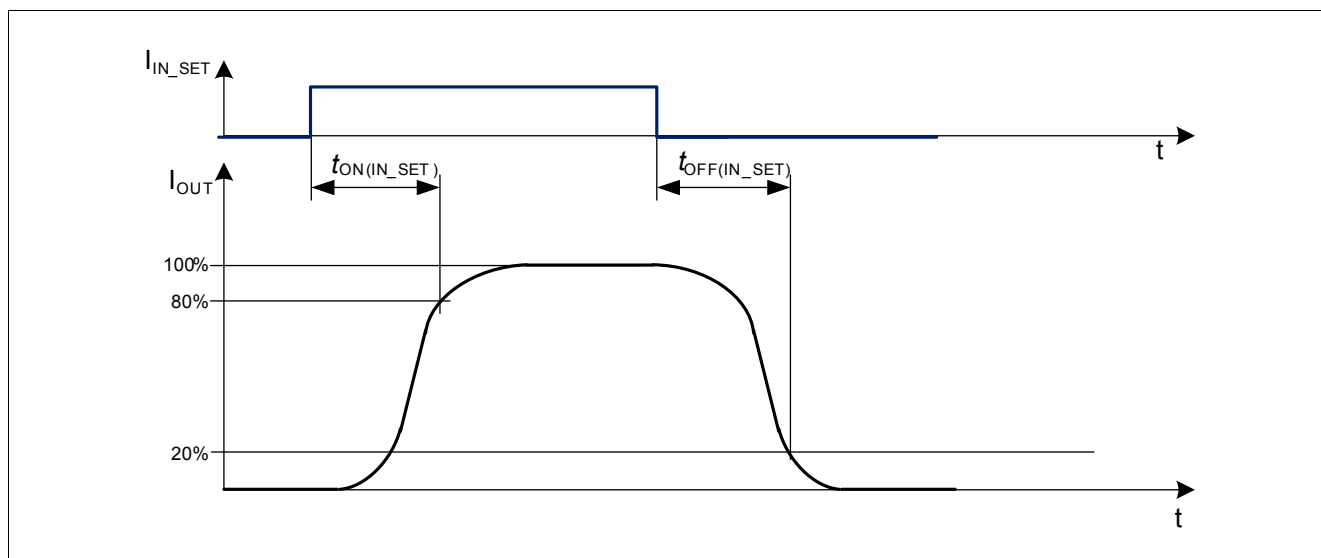 I_IN_SET
t
t_ON(IN_SET)
t_OFF(IN_SET)
I_OUT
100%
80%
20%
t